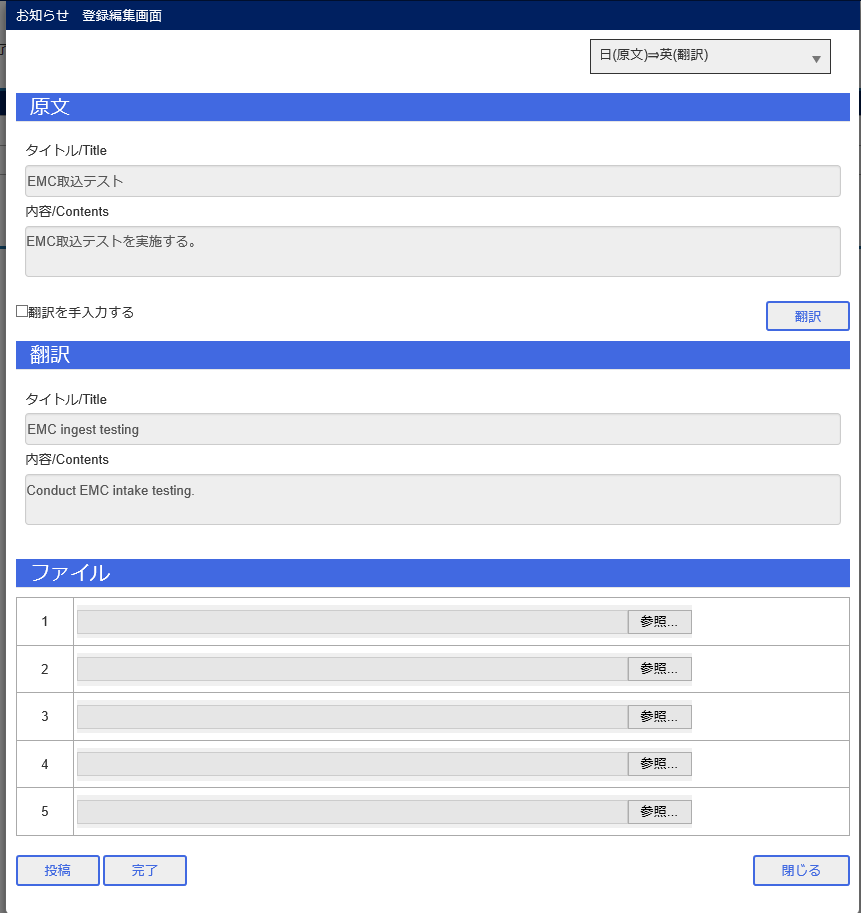 お知らせ　登録編集画面
日(原文)⇒英(翻訳)
原文
タイトル/Title
EMC取込テスト
内容/Contents
EMC取込テストを実施する。
翻訳を手入力する
翻訳
翻訳
タイトル/Title
EMC ingest testing
内容/Contents
Conduct EMC intake testing.
ファイル
1 参照...
2 参照...
3 参照...
4 参照...
5 参照...
投稿 完了 閉じる